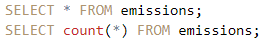 SELECT * FROM emissions;
SELECT count(*) FROM emissions;